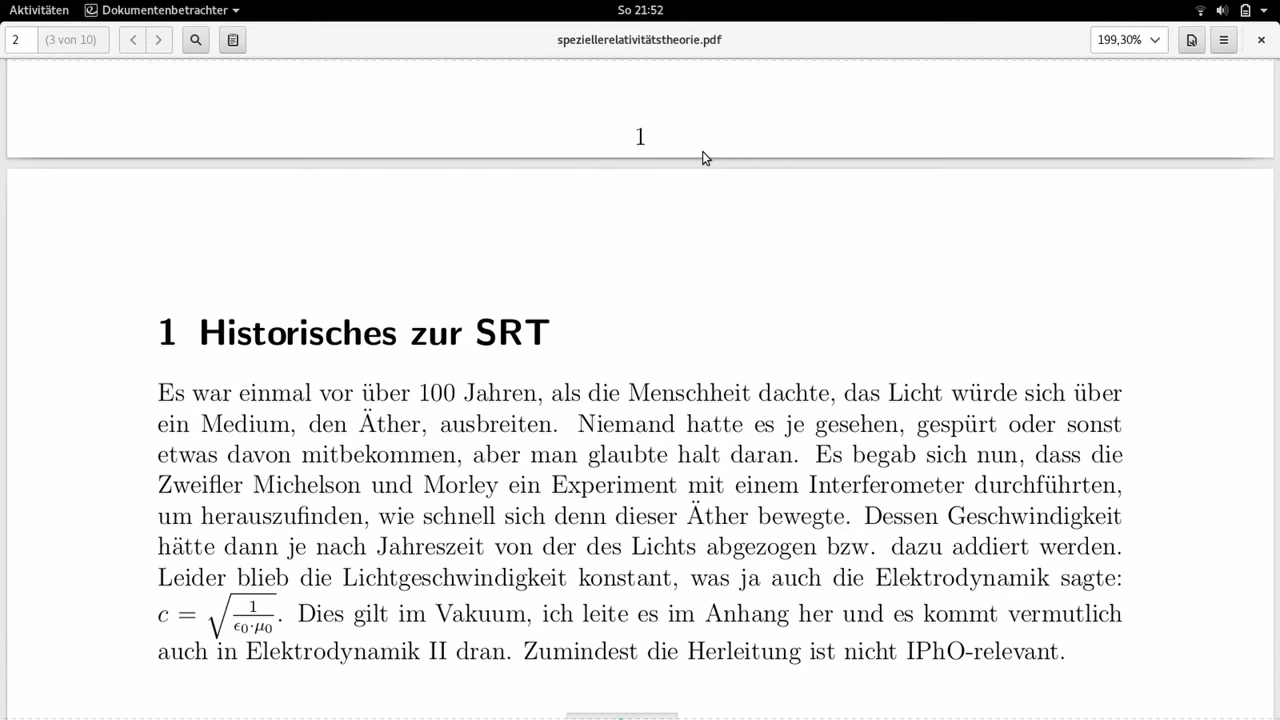 Aktivitäten Dokumentenbetrachter So 21:52
2 (3 von 10) speziellerelativitätstheorie.pdf 199,30%
1
1 Historisches zur SRT
Es war einmal vor über 100 Jahren, als die Menschheit dachte, das Licht würde sich über
ein Medium, den Äther, ausbreiten. Niemand hatte es je gesehen, gespürt oder sonst
etwas davon mitbekommen, aber man glaubte halt daran. Es begab sich nun, dass die
Zweifler Michelson und Morley ein Experiment mit einem Interferometer durchführten,
um herauszufinden, wie schnell sich denn dieser Äther bewegte. Dessen Geschwindigkeit
hätte dann je nach Jahreszeit von der des Lichts abgezogen bzw. dazu addiert werden.
Leider blieb die Lichtgeschwindigkeit konstant, was ja auch die Elektrodynamik sagte:
c = √(1/(ϵ₀·μ₀)). Dies gilt im Vakuum, ich leite es im Anhang her und es kommt vermutlich
auch in Elektrodynamik II dran. Zumindest die Herleitung ist nicht IPhO-relevant.